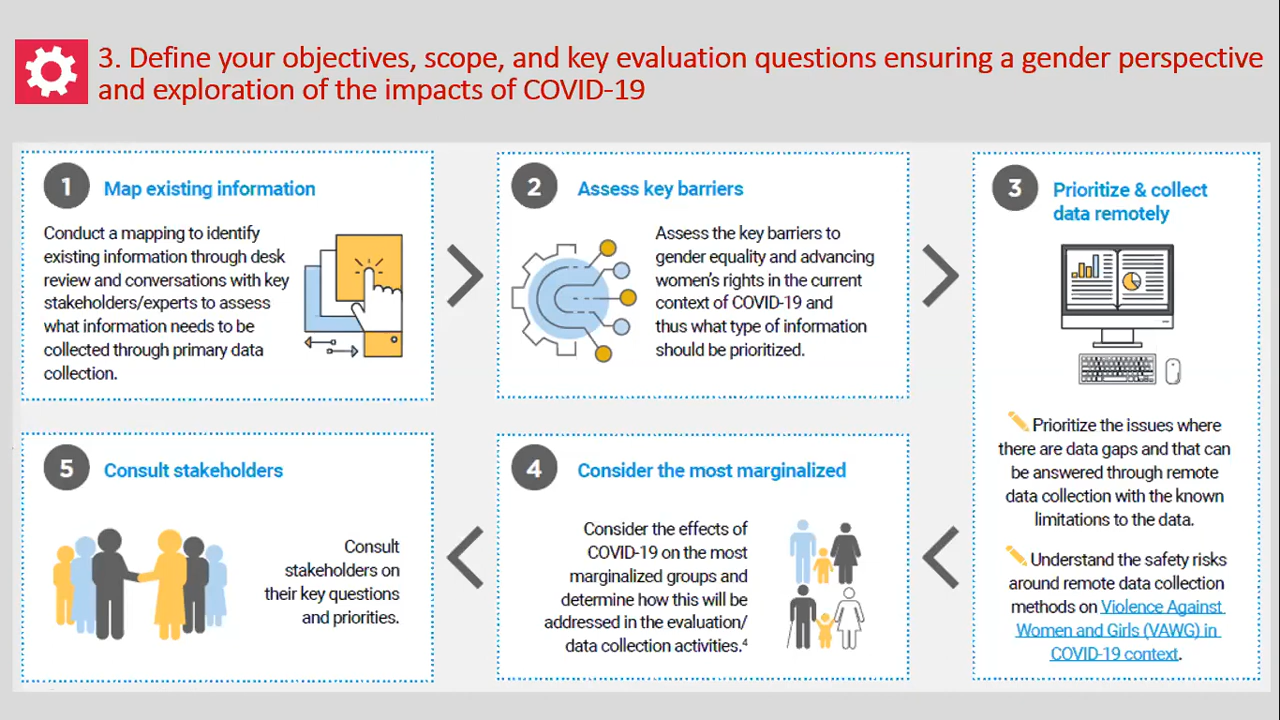 3. Define your objectives, scope, and key evaluation questions ensuring a gender perspective
and exploration of the impacts of COVID-19
1
Map existing information
Conduct a mapping to identify
existing information through desk
review and conversations with key
stakeholders/experts to assess
what information needs to be
collected through primary data
collection.
2
Assess key barriers
Assess the key barriers to
gender equality and advancing
women's rights in the current
context of COVID-19 and
thus what type of information
should be prioritized.
3
Prioritize & collect
data remotely
Prioritize the issues where
there are data gaps and that can
be answered through remote
data collection with the known
limitations to the data.
Understand the safety risks
around remote data collection
methods on Violence Against
Women and Girls (VAWG) in
COVID-19 context.
4
Consider the most marginalized
Consider the effects of
COVID-19 on the most
marginalized groups and
determine how this will be
addressed in the evaluation/
data collection activities.⁴
5
Consult stakeholders
Consult
stakeholders on
their key questions
and priorities.